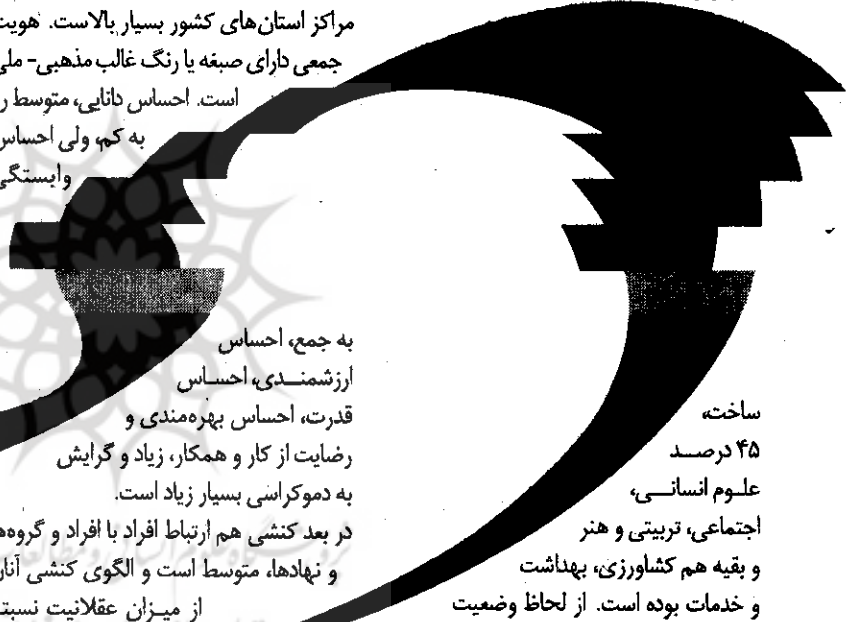 ساخت،
۴۵ درصد
علوم انسانی،
اجتماعی، تربیتی و هنر
و بقیه هم کشاورزی، بهداشت
و خدمات بوده است. از لحاظ وضعیت
مراکز استان‌های کشور بسیار بالاست. هویت
جمعی دارای صبغه یا رنگ غالب مذهبی- ملی
است. احساس دانایی، متوسط ر
به کم، ولی احساس
وابستگی
به جمع، احساس
ارزشمندی، احساس
قدرت، احساس بهره‌مندی و
رضایت از کار و همکار، زیاد و گرایش
به دموکراسی بسیار زیاد است.
در بعد کنشی هم ارتباط افراد با افراد و گروه‌ه
و نهادها، متوسط است و الگوی کنشی آنان
از میزان عقلانیت نسبتـ